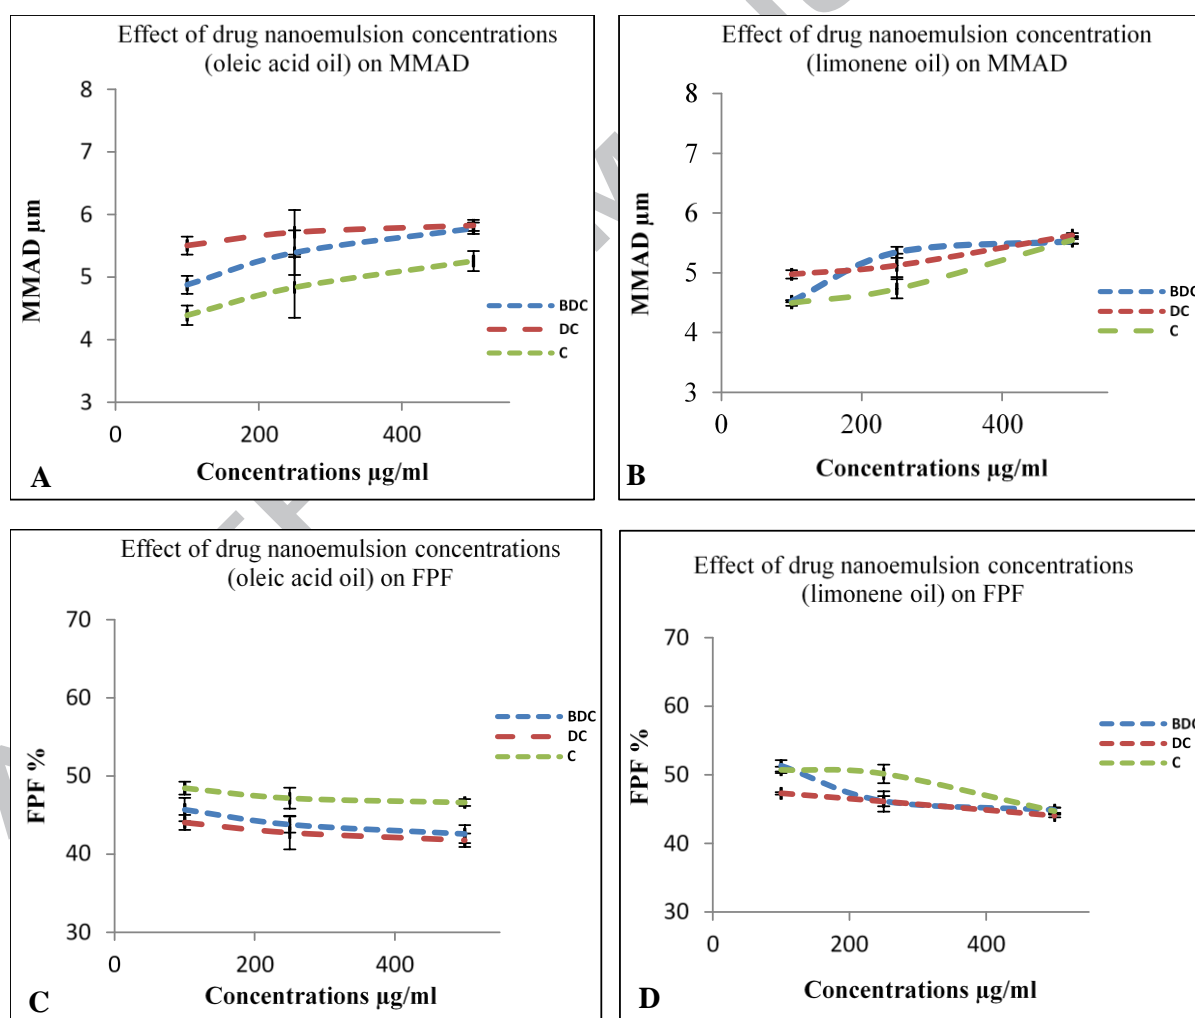 Effect of drug nanoemulsion concentrations
(oleic acid oil) on MMAD
8
7
6
5
4
3
0
200
400
MMAD µm
Concentrations µg/ml
BDC
DC
C
A
Effect of drug nanoemulsion concentration
(limonene oil) on MMAD
8
7
6
5
4
3
0
200
400
MMAD µm
Concentrations µg/ml
BDC
DC
C
B
Effect of drug nanoemulsion concentrations
(oleic acid oil) on FPF
70
60
50
40
30
0
200
400
FPF %
Concentrations µg/ml
BDC
DC
C
C
Effect of drug nanoemulsion concentrations
(limonene oil) on FPF
70
60
50
40
30
0
200
400
FPF %
Concentrations µg/ml
BDC
DC
C
D